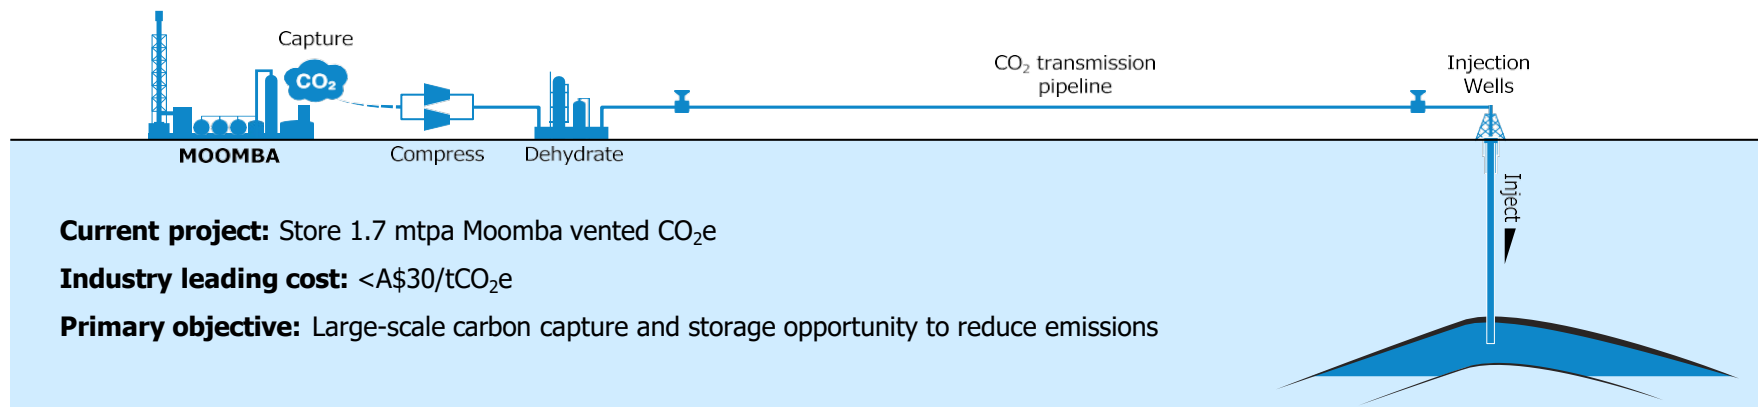 Capture
CO₂
CO₂ transmission
pipeline
Injection
Wells
MOOMBA
Compress
Dehydrate
Inject
Current project: Store 1.7 mtpa Moomba vented CO₂e
Industry leading cost: <A$30/tCO₂e
Primary objective: Large-scale carbon capture and storage opportunity to reduce emissions